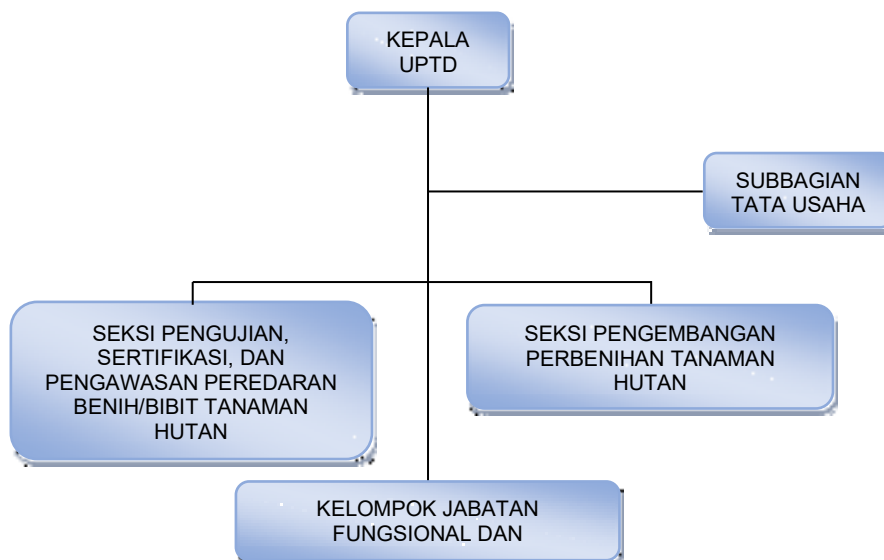 KEPALA
UPTD
SUBBAGIAN
TATA USAHA
SEKSI PENGUJIAN,
SERTIFIKASI, DAN
PENGAWASAN PEREDARAN
BENIH/BIBIT TANAMAN
HUTAN
SEKSI PENGEMBANGAN
PERBENIHAN TANAMAN
HUTAN
KELOMPOK JABATAN
FUNGSIONAL DAN